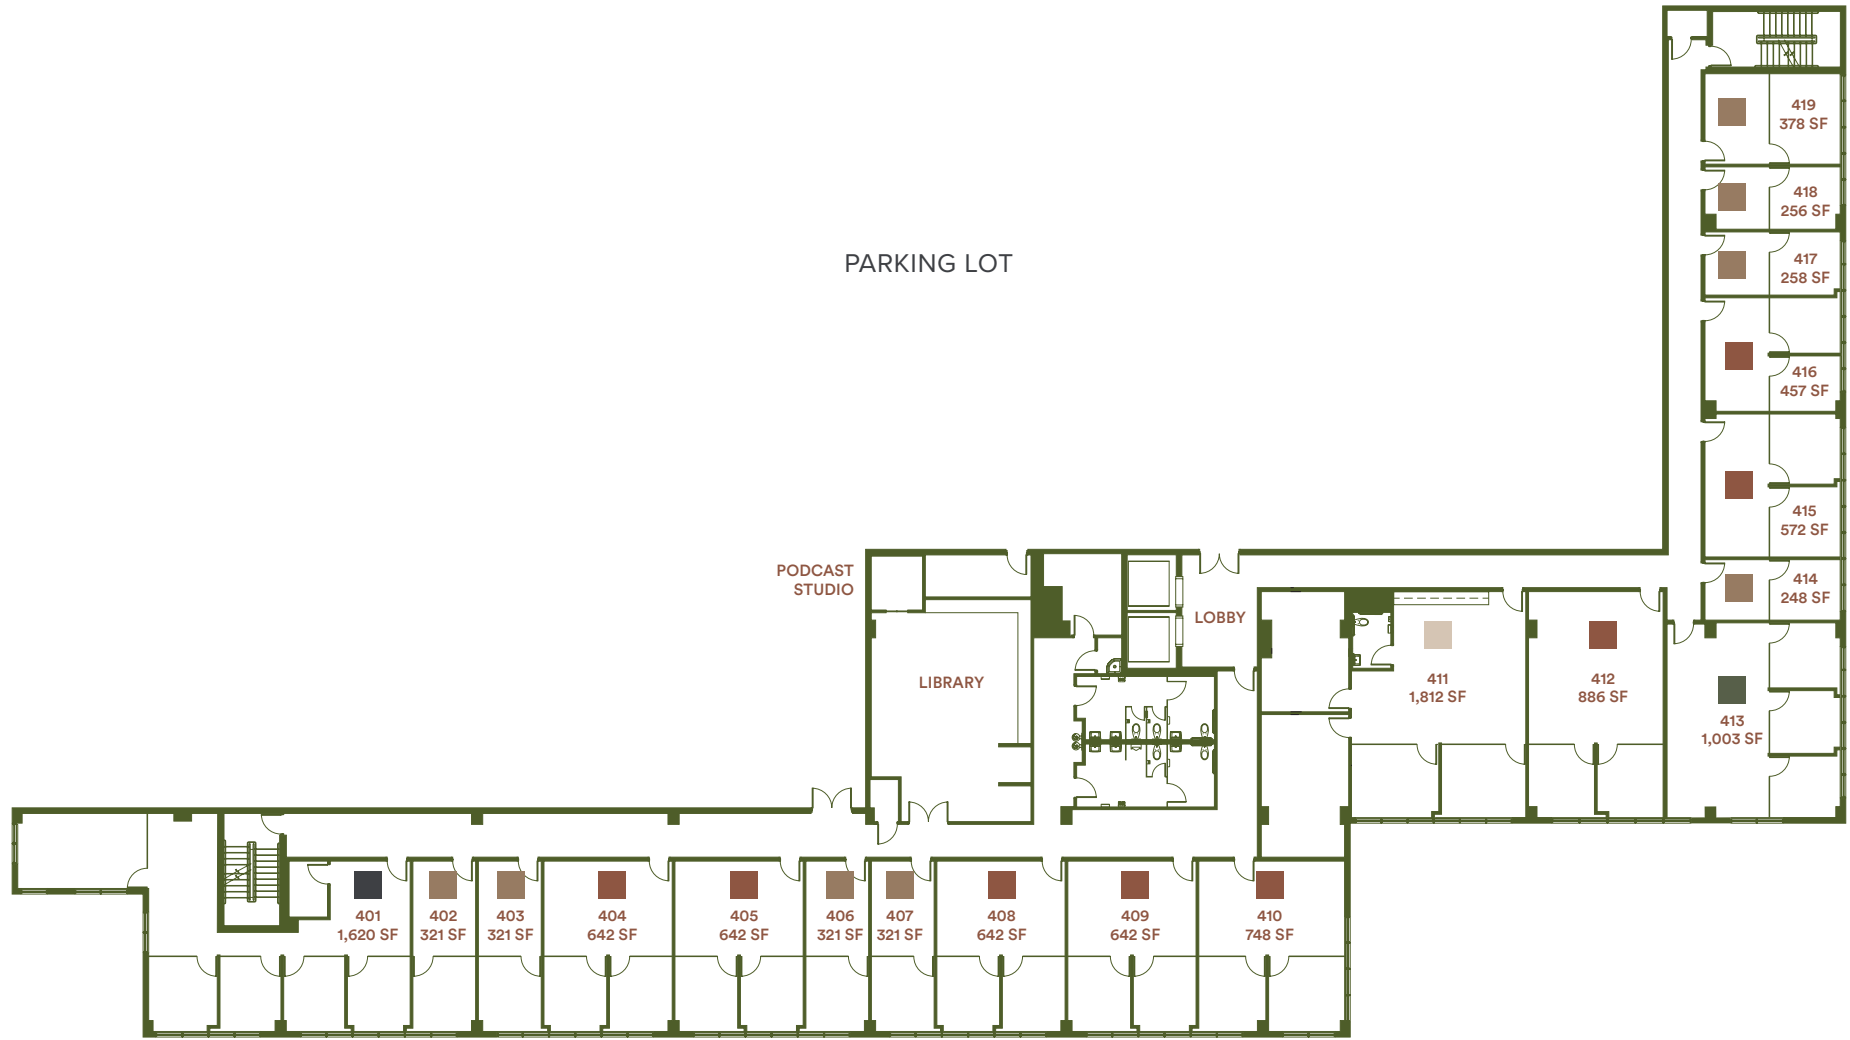 419
378 SF
418
256 SF
PARKING LOT
417
258 SF
416
457 SF
415
572 SF
PODCAST
STUDIO
414
248 SF
LOBBY
LIBRARY
411
1,812 SF
412
886 SF
413
1,003 SF
401
1,620 SF
402
321 SF
403
321 SF
404
642 SF
405
642 SF
406
321 SF
407
321 SF
408
642 SF
409
642 SF
410
748 SF